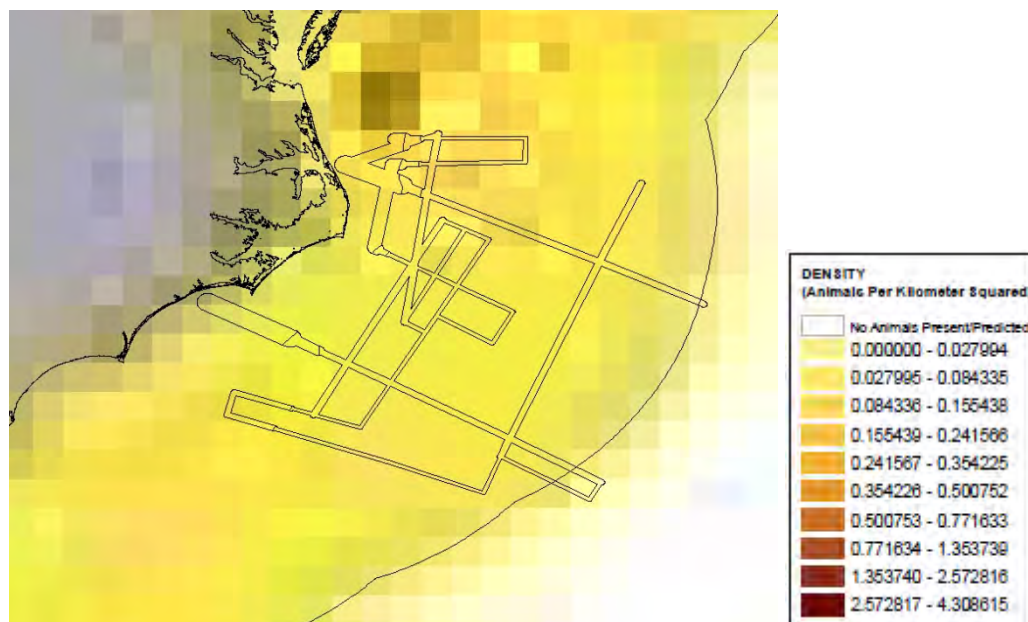 DENSITY
(Animals Per Kilometer Squared)
No Animals Present/Predicted
0.000000 - 0.027994
0.027995 - 0.084335
0.084336 - 0.155438
0.155439 - 0.241566
0.241567 - 0.354225
0.354226 - 0.500752
0.500753 - 0.771633
0.771634 - 1.353739
1.353740 - 2.572816
2.572817 - 4.308615